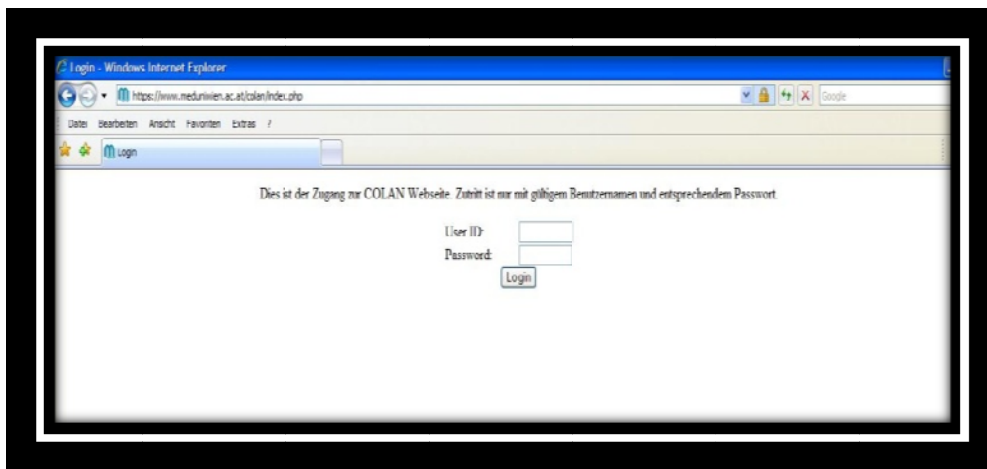 Login - Windows Internet Explorer
https://www.meduniwien.ac.at/colan/index.php
Google
Datei Bearbeiten Ansicht Favoriten Extras ?
Login
Dies ist der Zugang zur COLAN Webseite. Zutritt ist nur mit gültigem Benutzernamen und entsprechendem Passwort.
User ID:
Password:
Login